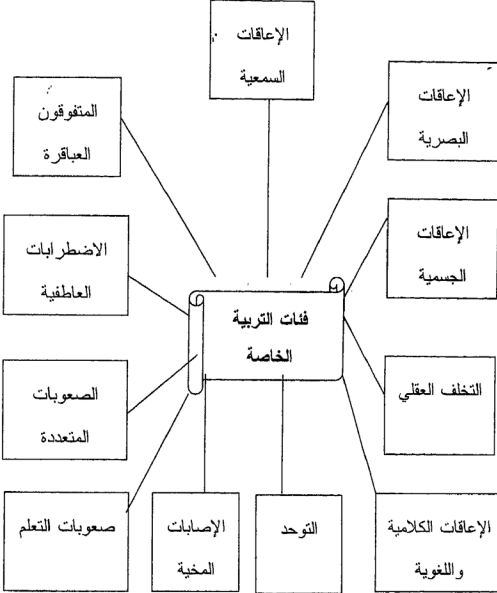 الإعاقات
السمعية
الإعاقات
البصرية
المتفوقون
العباقرة
الإعاقات
الجسمية
الاضطرابات
العاطفية
فئات التربية
الخاصة
التخلف العقلي
الصعوبات
المتعددة
الإعاقات الكلامية
واللغوية
التوحد
الإصابات
المخية
صعوبات التعلم